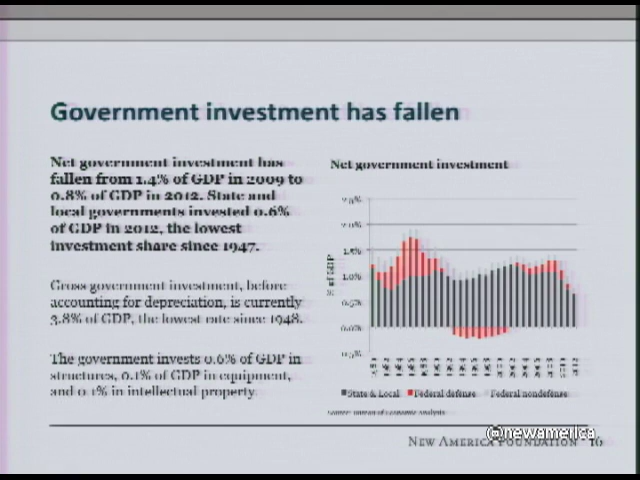 Government investment has fallen
Net government investment has
fallen from 1.4% of GDP in 2009 to
0.8% of GDP in 2012. State and
local governments invested 0.6%
of GDP in 2012, the lowest
investment share since 1947.
Gross government investment, before
accounting for depreciation, is currently
3.8% of GDP, the lowest rate since 1948.
The government invests 0.6% of GDP in
structures, 0.1% of GDP in equipment,
and 0.1% in intellectual property.
Net government investment
2.0%
1.5%
1.0%
0.5%
0.0%
% of GDP
State & Local Federal defense Federal nondefense
Source: Bureau of economic analysis
@newamerica
NEW AMERICA FOUNDATION 16